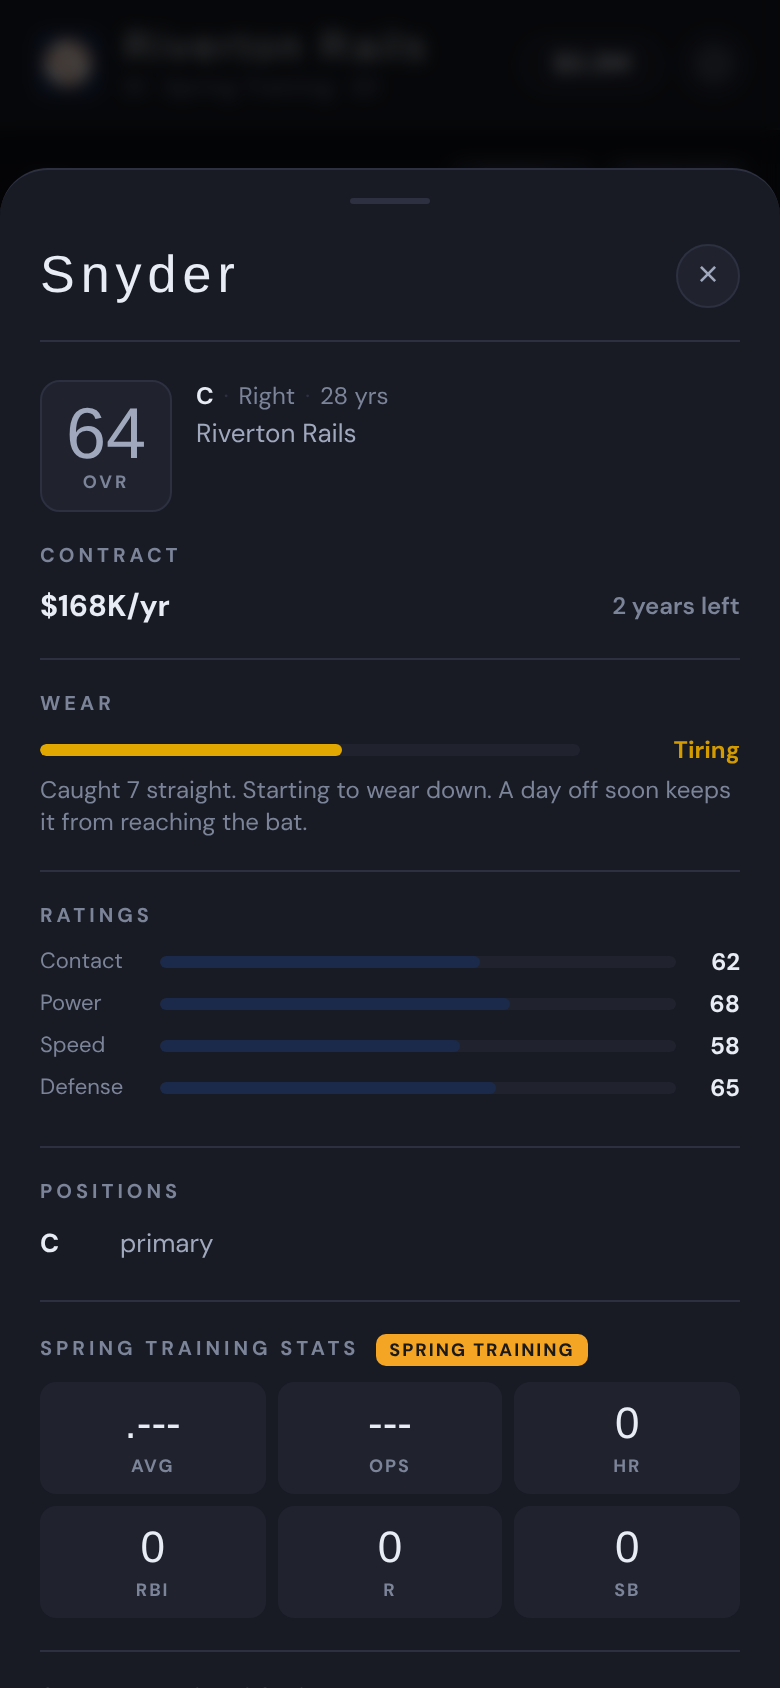 Riverton Rails
Snyder
×
64
OVR
C · Right · 28 yrs
Riverton Rails
CONTRACT
$168K/yr
2 years left
WEAR
Tiring
Caught 7 straight. Starting to wear down. A day off soon keeps
it from reaching the bat.
RATINGS
Contact 62
Power 68
Speed 58
Defense 65
POSITIONS
C primary
SPRING TRAINING STATS SPRING TRAINING
.--- --- 0
AVG OPS HR
0 0 0
RBI R SB